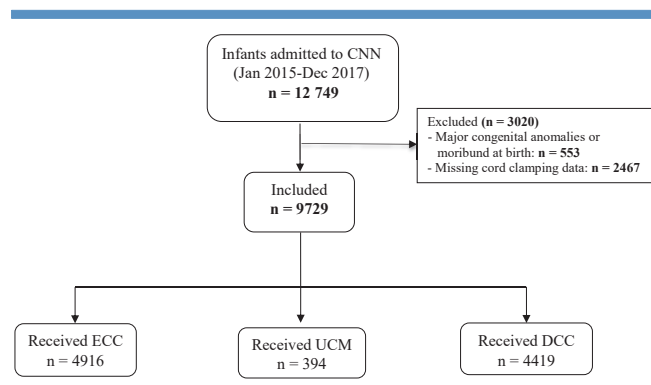 Infants admitted to CNN
(Jan 2015-Dec 2017)
n = 12 749
Excluded (n = 3020)
- Major congenital anomalies or
moribund at birth: n = 553
- Missing cord clamping data: n = 2467
Included
n = 9729
Received ECC
n = 4916
Received UCM
n = 394
Received DCC
n = 4419